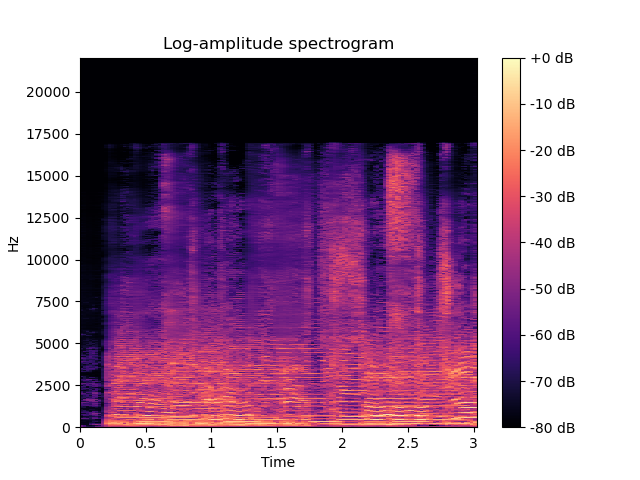 Log-amplitude spectrogram
Hz
20000
17500
15000
12500
10000
7500
5000
2500
0
0 0.5 1 1.5 2 2.5 3
Time
+0 dB
-10 dB
-20 dB
-30 dB
-40 dB
-50 dB
-60 dB
-70 dB
-80 dB